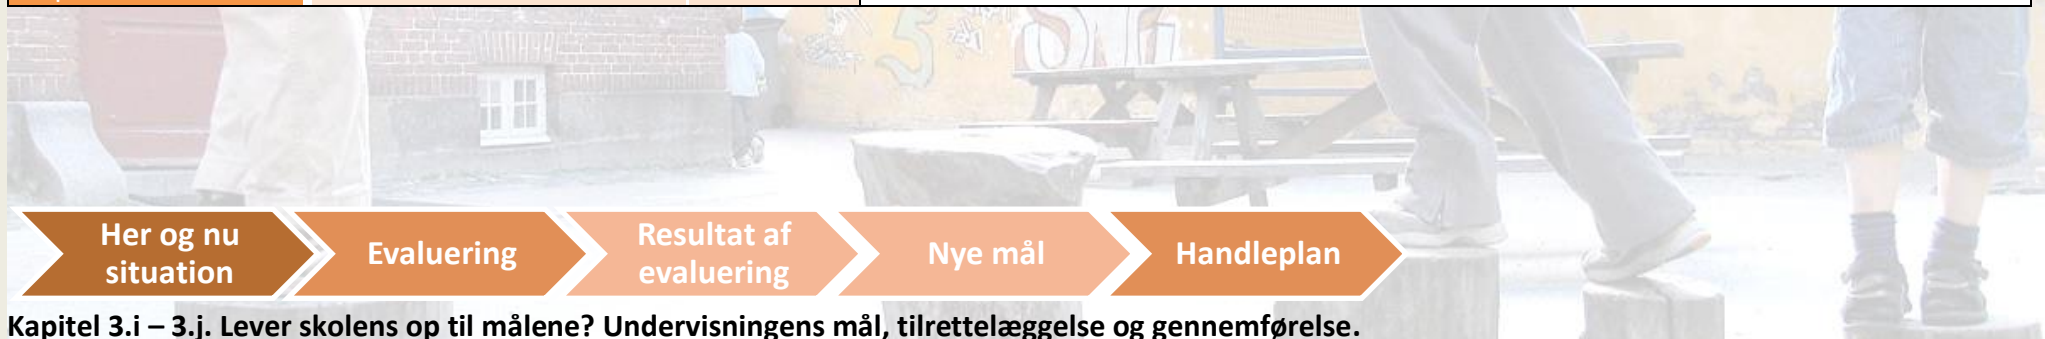 Her og nu
situation
Evaluering
Resultat af
evaluering
Nye mål
Handleplan
Kapitel 3.i – 3.j. Lever skolens op til målene? Undervisningens mål, tilrettelæggelse og gennemførelse.